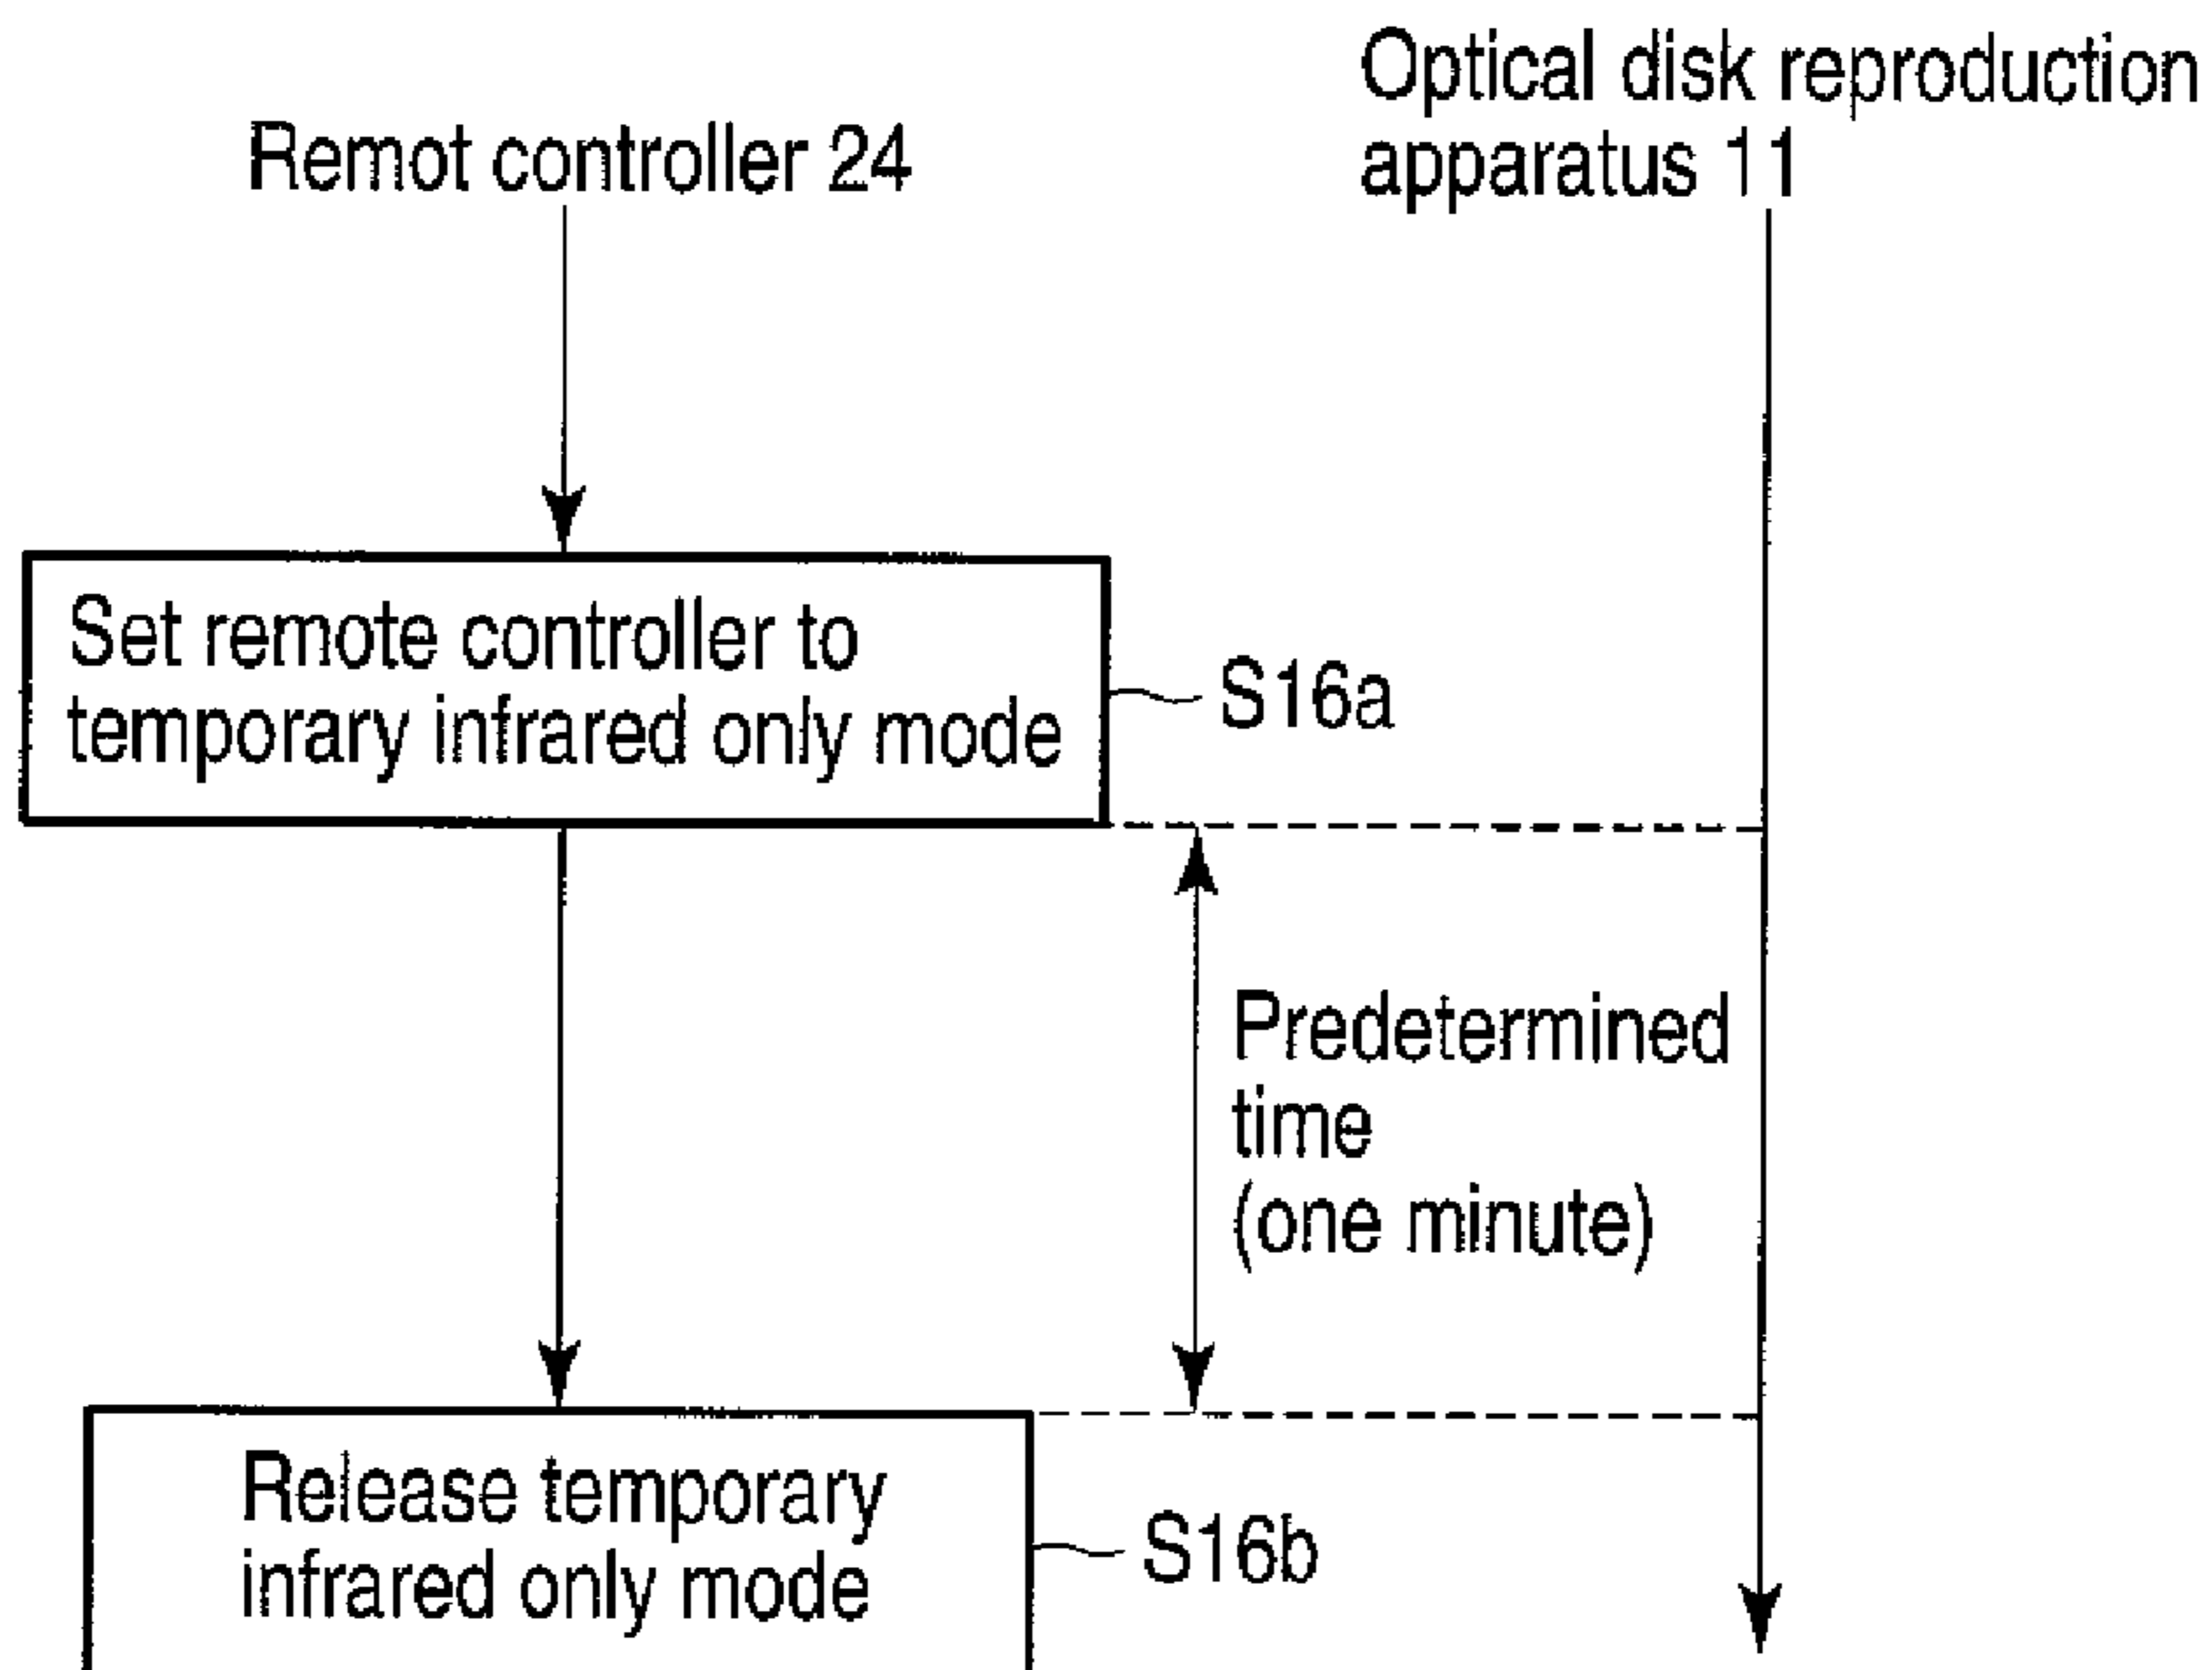 Optical disk reproduction
apparatus 11
Remot controller 24
Set remote controller to
temporary infrared only mode
S16a
Predetermined
time
(one minute)
Release temporary
infrared only mode
S16b